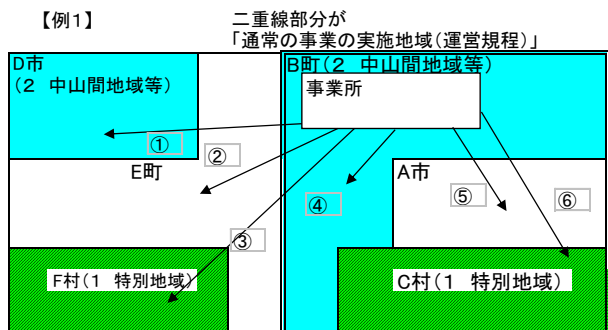 【例1】
二重線部分が
「通常の事業の実施地域(運営規程)」
D市
(2 中山間地域等)
B町(2 中山間地域等)
事業所
①
②
E町
A市
④
⑤
⑥
③
F村(1 特別地域)
C村(1 特別地域)